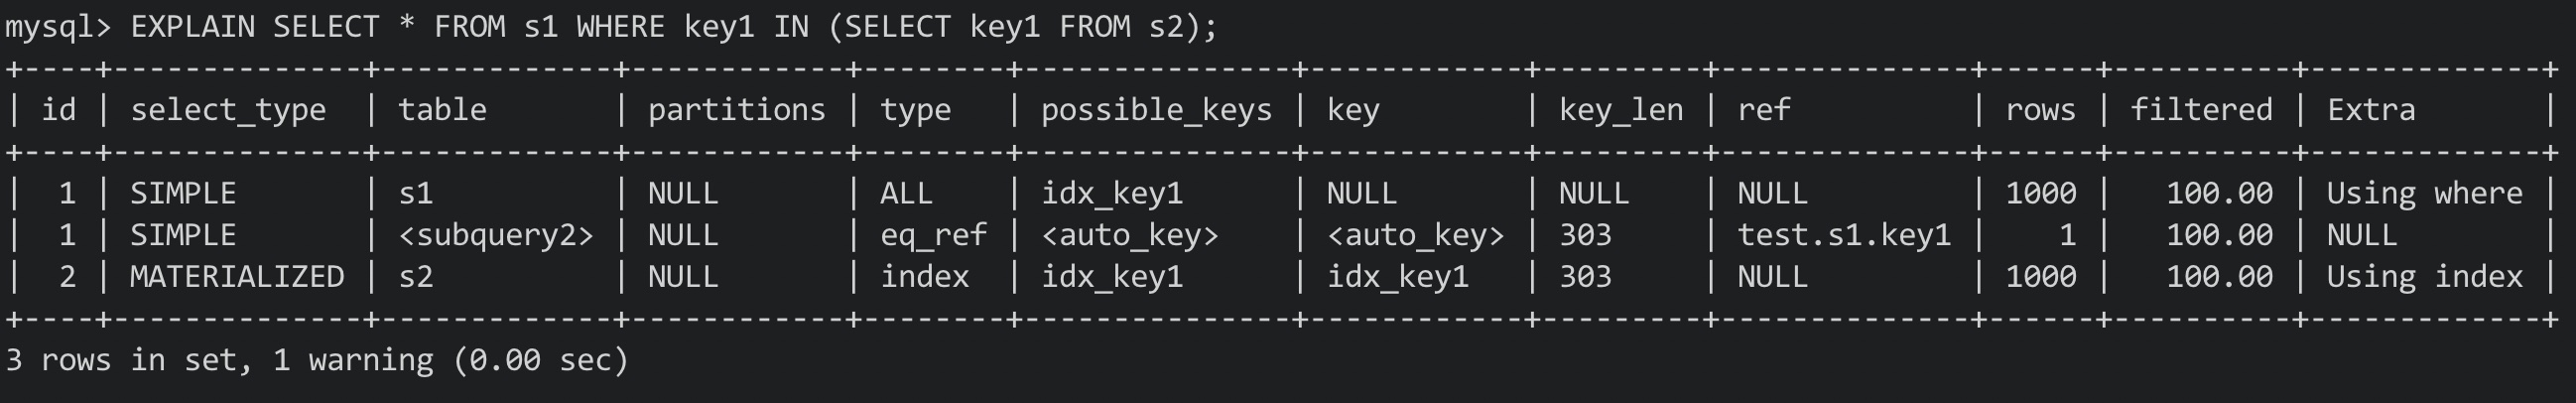 mysql> EXPLAIN SELECT * FROM s1 WHERE key1 IN (SELECT key1 FROM s2);
+----+--------------+-------------+------------+--------+---------------+------------+---------+--------------+------+----------+-------------+
| id | select_type  | table       | partitions | type   | possible_keys | key        | key_len | ref          | rows | filtered | Extra       |
+----+--------------+-------------+------------+--------+---------------+------------+---------+--------------+------+----------+-------------+
|  1 | SIMPLE       | s1          | NULL       | ALL    | idx_key1      | NULL       | NULL    | NULL         | 1000 |   100.00 | Using where |
|  1 | SIMPLE       | <subquery2> | NULL       | eq_ref | <auto_key>    | <auto_key> | 303     | test.s1.key1 |    1 |   100.00 | NULL        |
|  2 | MATERIALIZED | s2          | NULL       | index  | idx_key1      | idx_key1   | 303     | NULL         | 1000 |   100.00 | Using index |
+----+--------------+-------------+------------+--------+---------------+------------+---------+--------------+------+----------+-------------+
3 rows in set, 1 warning (0.00 sec)